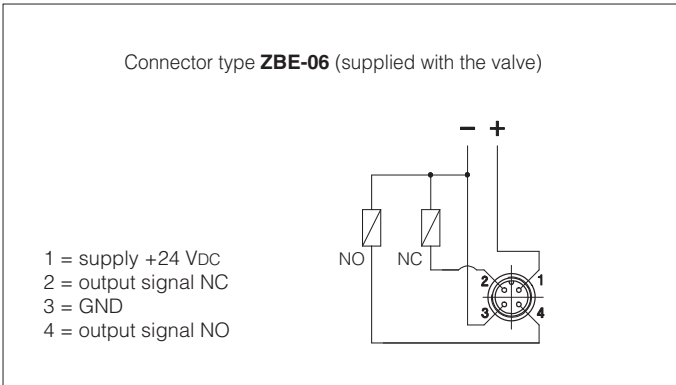 Connector type ZBE-06 (supplied with the valve)
− +
NO NC
2 1
3 4
1 = supply +24 VDC
2 = output signal NC
3 = GND
4 = output signal NO